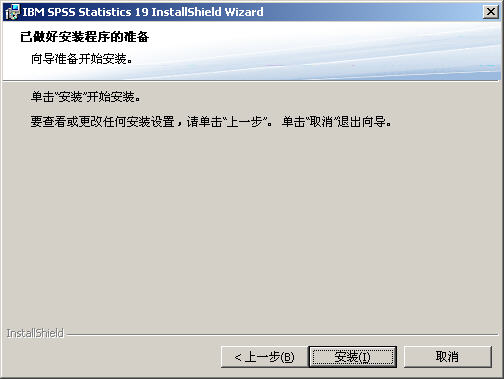 IBM SPSS Statistics 19 InstallShield Wizard
已做好安装程序的准备
向导准备开始安装。
单击“安装”开始安装。
要查看或更改任何安装设置，请单击“上一步”。 单击“取消”退出向导。
InstallShield
< 上一步(B)
安装(I)
取消